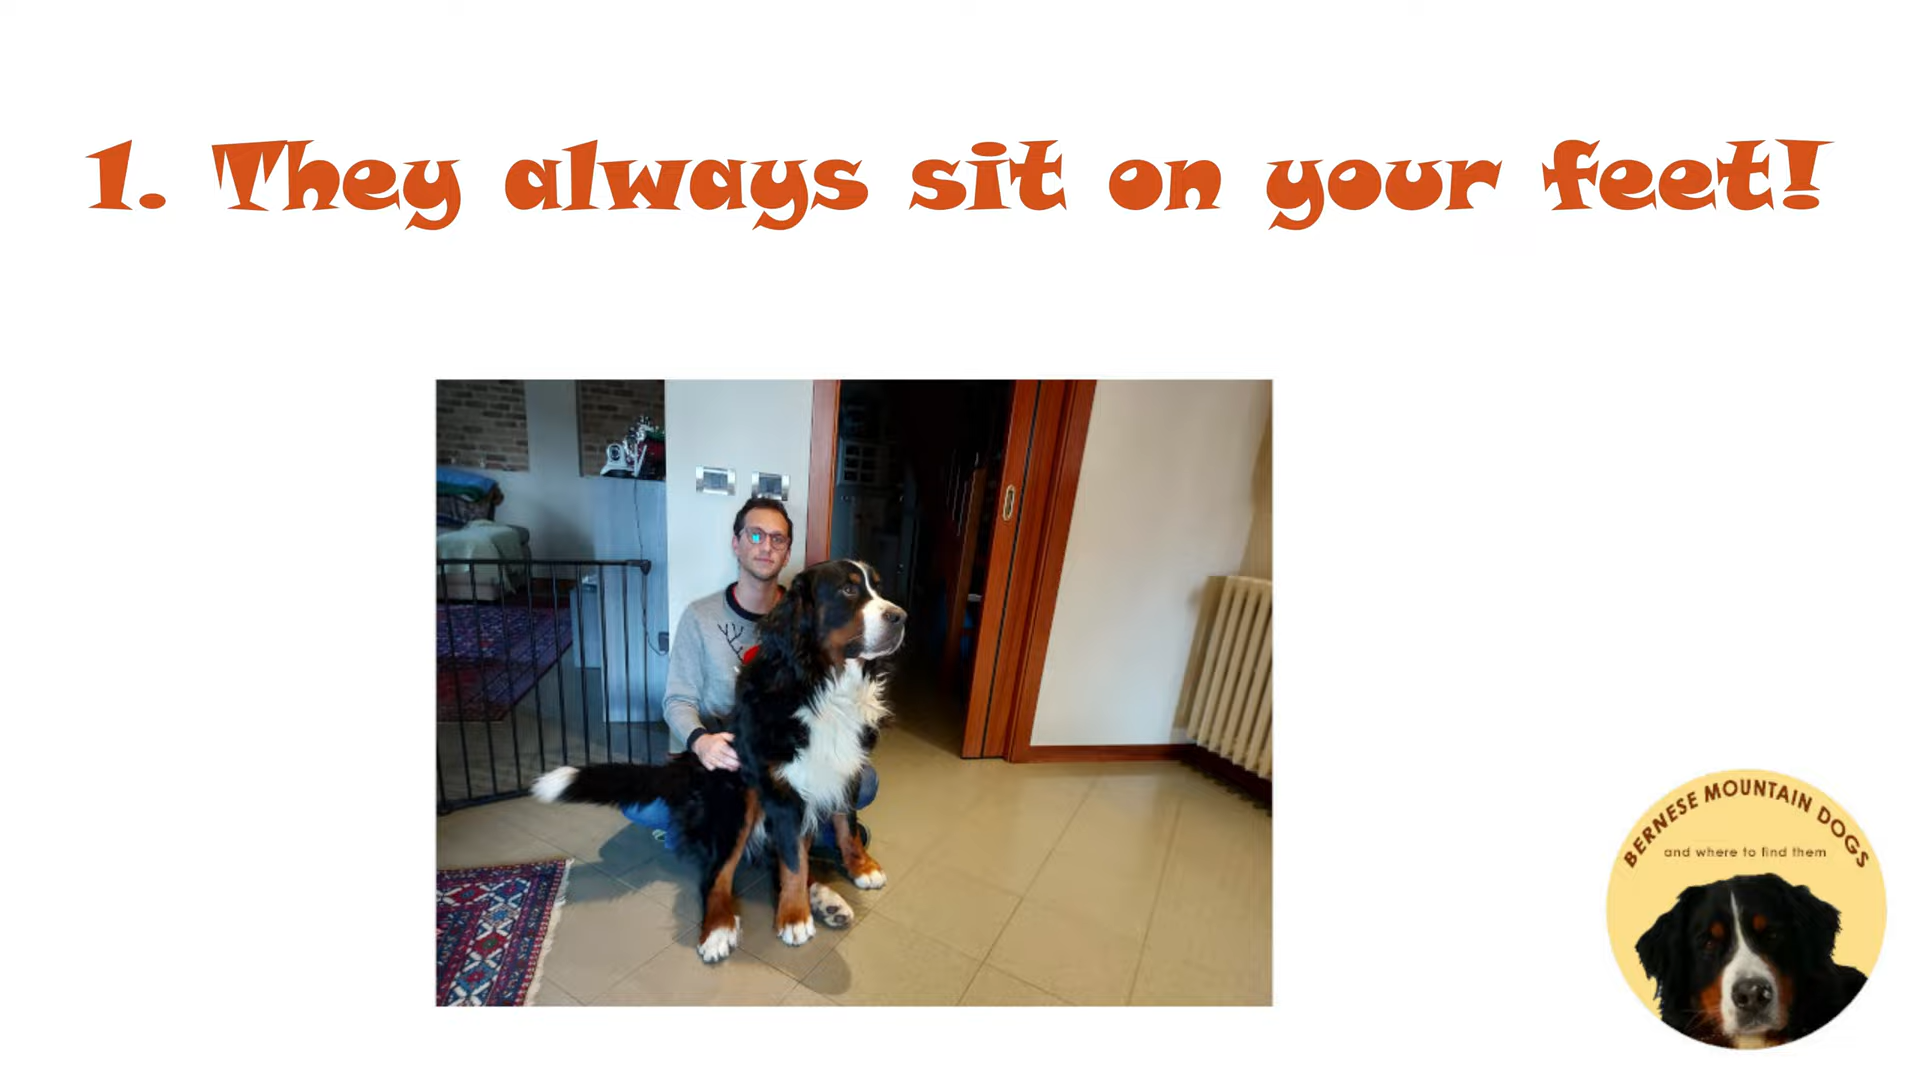 1. They always sit on your feet!
BERNESE MOUNTAIN DOGS
and where to find them